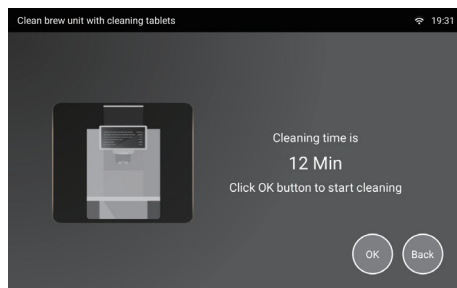 Clean brew unit with cleaning tablets
19:31
Cleaning time is
12 Min
Click OK button to start cleaning
OK
Back